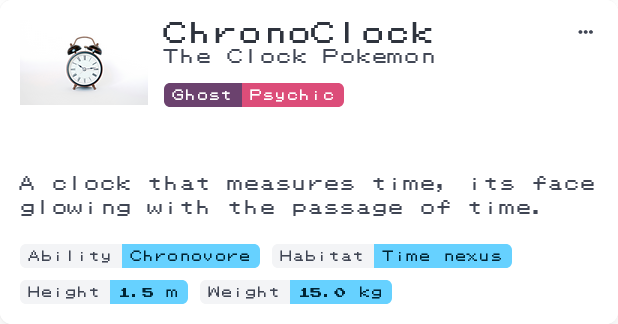 ChronoClock
The Clock Pokemon
Ghost Psychic
A clock that measures time, its face
glowing with the passage of time.
Ability Chronovore Habitat Time nexus
Height 1.5 m Weight 15.0 kg